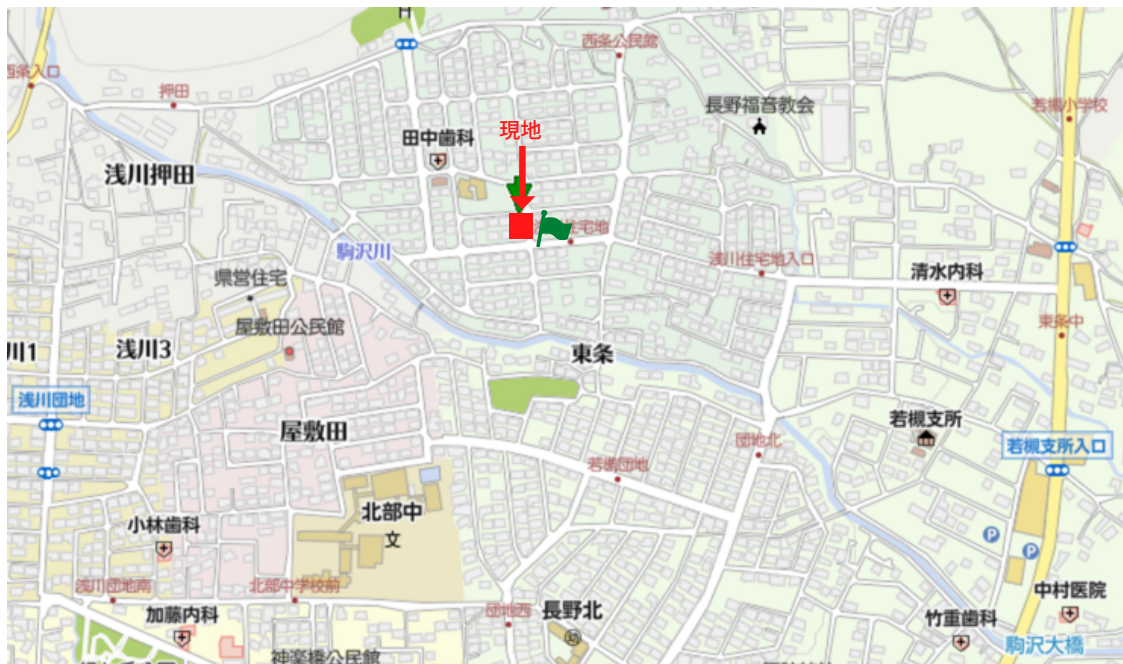 西条公民館
西条入口
押田
長野福音教会
若槻小学校
現地
田中歯科
浅川押田
住宅地
駒沢川
浅川住宅地入口
清水内科
県営住宅
屋敷田公民館
東条中
川1
浅川3
東条
浅川団地
屋敷田
若槻支所
団地北
若槻支所入口
若槻団地
北部中
文
小林歯科
P
P
浅川団地南
北部中学校前
中村医院
加藤内科
団地西
長野北
竹重歯科
駒沢大橋
神楽橋公民館